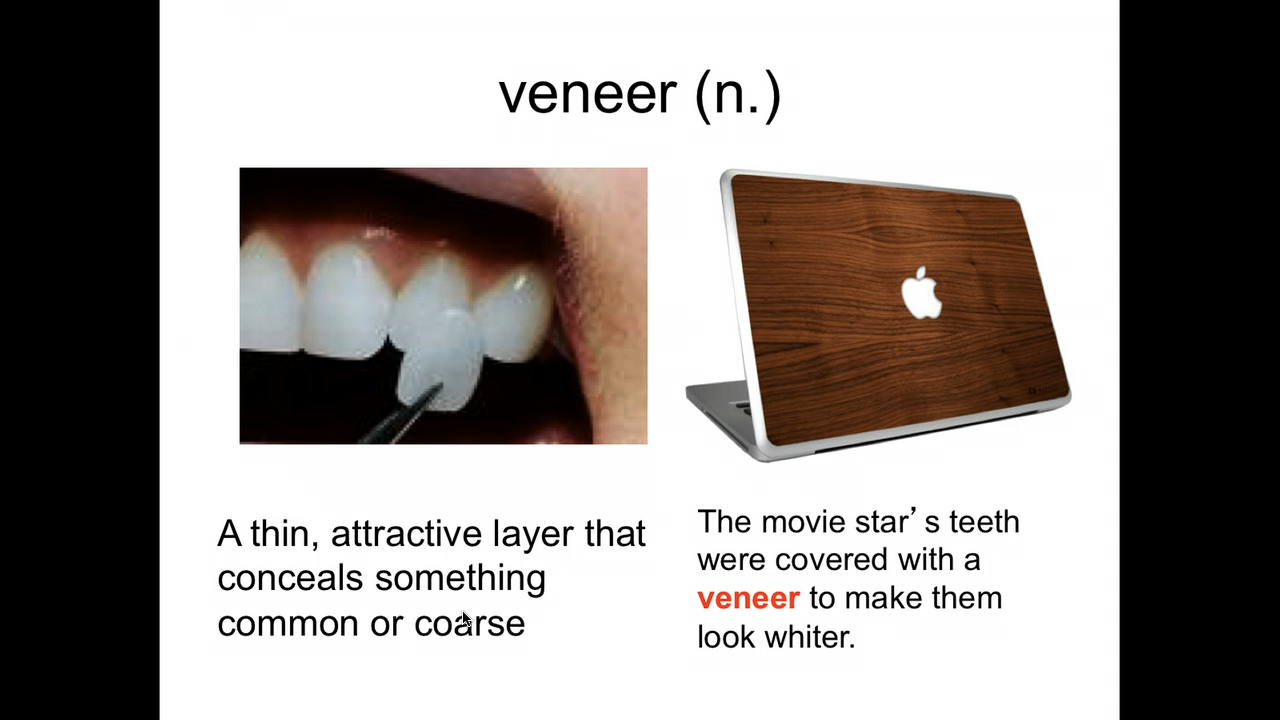 veneer (n.)
A thin, attractive layer that
conceals something
common or coarse
The movie star’s teeth
were covered with a
veneer to make them
look whiter.